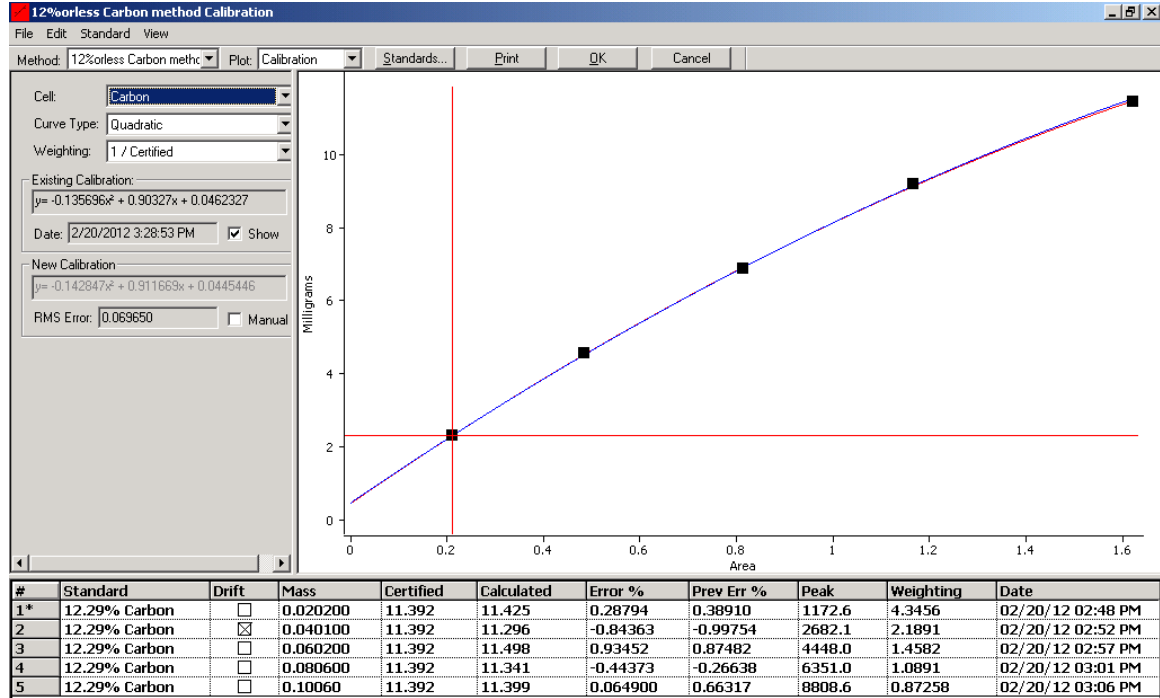 12%orless Carbon method Calibration
File Edit Standard View
Method: 12%orless Carbon methc Plot: Calibration Standards... Print OK Cancel
Cell: Carbon
Curve Type: Quadratic
Weighting: 1 / Certified
Existing Calibration:
y= -0.135696x² + 0.90327x + 0.0462327
Date: 2/20/2012 3:28:53 PM Show
New Calibration
y= -0.142847x² + 0.911669x + 0.0445446
RMS Error: 0.069650 Manual
Milligrams
10
8
6
4
2
0
0 0.2 0.4 0.6 0.8 1 1.2 1.4 1.6
Area
# Standard Drift Mass Certified Calculated Error % Prev Err % Peak Weighting Date
1* 12.29% Carbon 0.020200 11.392 11.425 0.28794 0.38910 1172.6 4.3456 02/20/12 02:48 PM
2 12.29% Carbon 0.040100 11.392 11.296 -0.84363 -0.99754 2682.1 2.1891 02/20/12 02:52 PM
3 12.29% Carbon 0.060200 11.392 11.498 0.93452 0.87482 4448.0 1.4582 02/20/12 02:57 PM
4 12.29% Carbon 0.080600 11.392 11.341 -0.44373 -0.26638 6351.0 1.0891 02/20/12 03:01 PM
5 12.29% Carbon 0.10060 11.392 11.399 0.064900 0.66317 8808.6 0.87258 02/20/12 03:06 PM